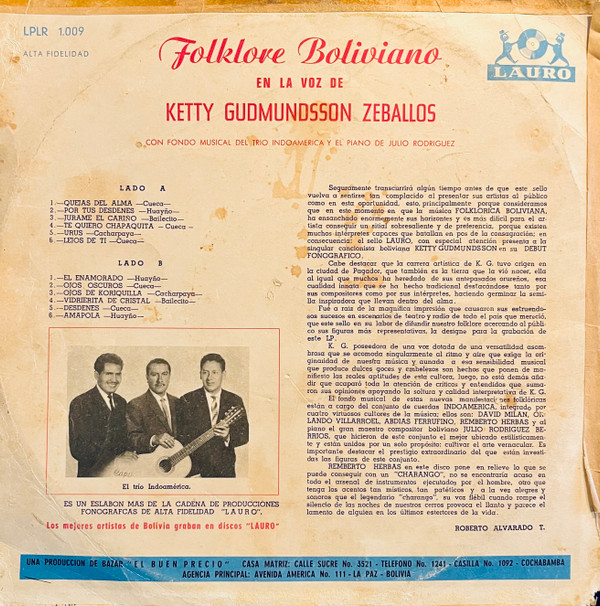 LPLR 1.009
ALTA FIDELIDAD
Folklore Boliviano
EN LA VOZ DE
KETTY GUDMUNDSSON ZEBALLOS
CON FONDO MUSICAL DEL TRIO INDOAMERICA Y EL PIANO DE JULIO RODRIGUEZ
LAURO
LADO A
1.—QUEJAS DEL ALMA —Cueca—
2.—POR TUS DESDENES —Huayño—
3.—JURAME EL CARIÑO —Bailecito—
4.—TE QUIERO CHAPAQUITA — Cueca —
5.—URUS —Cacharpaya—
6.—LEJOS DE TI —Cueca—
LADO B
1.—EL ENAMORADO —Huayño—
2.—OJOS OSCUROS —Cueca—
3.—OJOS DE KORIQUILLA —Cacharpaya—
4.—VIDRIERITA DE CRISTAL —Bailecito—
5.—DESDENES —Cueca—
6.—AMAPOLA —Huayño—
El trío Indoamérica.
ES UN ESLABON MAS DE LA CADENA DE PRODUCCIONES
FONOGRAFICAS DE ALTA FIDELIDAD "LAURO".
Los mejores artistas de Bolivia graban en discos "LAURO"
Seguramente transcurrirá algún tiempo antes de que este sello
vuelva a sentirse tan complacido al presentar sus artistas al público
como en esta oportunidad, esto, principalmente porque consideramos
que en este momento en que la música FOLKLORICA BOLIVIANA,
ha ensanchado enormemente sus horizontes y es más difícil para el ar-
tista conseguir un sitial sobresaliente y de preferencia, porque existen
muchos intérpretes capaces que batallan en pos de la consagración; en
consecuencia: el sello LAURO, con especial atención presenta a la
singular cancionista boliviana KETTY GUDMUNDSSON en su DEBUT
FONOGRAFICO.
Cabe destacar que la carrera artística de K. G. tuvo crigen en
la ciudad de Pagador, que también es la tierra que la vió nacer, ella
al igual que muchos ha heredado de sus antepasados orureños, esa
cualidad innata que se ha hecho tradicional destacándose tanto por
sus compositores como por sus intérpretes, haciendo germinar la semi-
lla inspiradora que llevan dentro del alma.
Fué a raíz de la magnífica impresión que causaron sus estruendo-
sos sucesos en escenarios de teatro y radio de todo el país que mereció,
que este sello en su labor de difundir nuestro folklore acercando al públi-
co sus figuras más representativas, la designe para la grabación de
este LP.
K. G. poseedora de una voz dotada de una versatilidad asom-
brosa que se acomoda singularmente al ritmo y aire que exige la ori-
ginalidad de nuestra música y aunada a esa sensibilidad musical
que produce dulces goces y embelesos son hechos que ponen de ma-
nifiesto las reales aptitudes de esta cultora, luego, no está demás aña-
dir que acaparó toda la atención de críticos y entendidos que suma-
ron sus opiniones apoyando la soltura y calidad interpretativa de K. G.
El fondo musical de estas nuevas manifestaciones folklóricas
están a cargo del conjunto de cuerdas INDOAMERICA, integrado por
cuatro virtuosos cultores de la música; ellos son: DAVID MILAN, OR-
LANDO VILLARROEL, ABDIAS FERRUFINO, REMBERTO HERBAS y al
piano el gran maestro compositor boliviano JULIO RODRIGUEZ BE-
RRIOS, que hicieron de este conjunto el mejor ubicado estilísticamen-
te y están unidos por un solo propósito: cultivar el arte vernacular. Es
importante destacar el prestigio extraordinario del que están investi-
das las figuras de este conjunto.
REMBERTO HERBAS en este disco pone en relieve lo que se
puede conseguir con un "CHARANGO", no se encontraría acaso en
todo el arsenal de instrumentos ejecutados por el hombre, otro que
tenga los ontonos tan místicos, tan patéticos y a la vez alegres y
sonoros que el legendario "charango", su voz flébil cuando rompe el
silencio de las noches de nuestros cerros provoca el llanto y parece el
lamento de alguien en los últimos estertores de la vida.
ROBERTO ALVARADO T.
UNA PRODUCCION DE BAZAR "EL BUEN PRECIO" CASA MATRIZ: CALLE SUCRE No. 3521 - TELEFONO No. 1241 - CASILLA No. 1092 - COCHABAMBA
AGENCIA PRINCIPAL: AVENIDA AMERICA No. 111 - LA PAZ - BOLIVIA